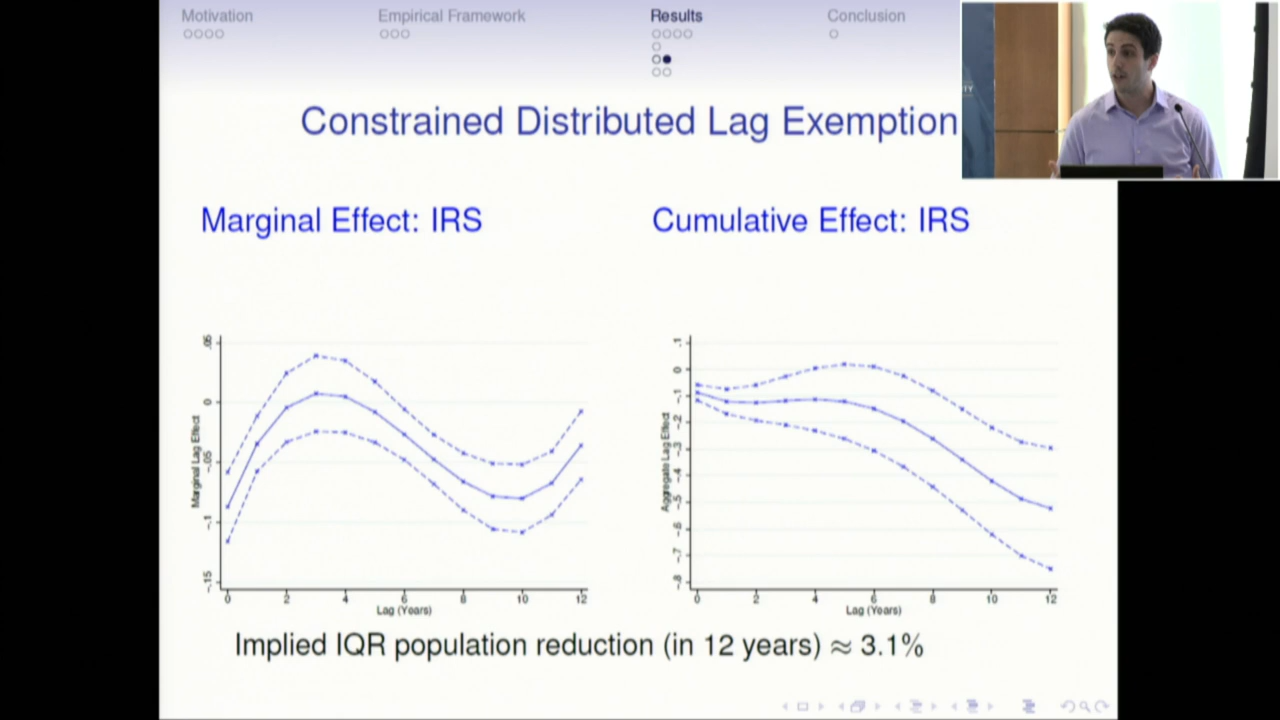 Motivation
Empirical Framework
Results
Conclusion
Constrained Distributed Lag Exemption
Marginal Effect: IRS
Cumulative Effect: IRS
.05
0
-.05
-.1
-.15
Marginal Lag Effect
0 2 4 6 8 10 12
Lag (Years)
.1
0
-.1
-.2
-.3
-.4
-.5
-.6
-.7
-.8
Aggregate Lag Effect
0 2 4 6 8 10 12
Lag (Years)
Implied IQR population reduction (in 12 years) ≈ 3.1%